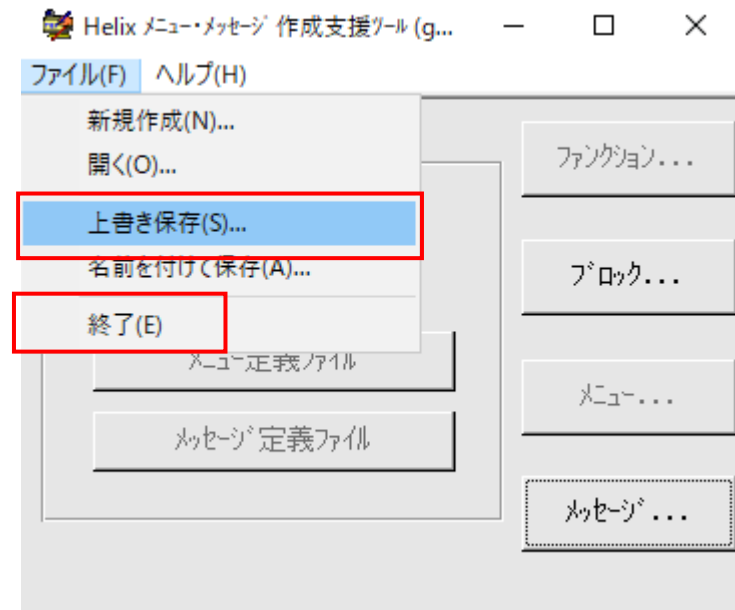 Helix ﾒﾆｭｰ・ﾒｯｾｰｼﾞ 作成支援ﾂｰﾙ (g...
ファイル(F) ヘルプ(H)
新規作成(N)...
開く(O)...
上書き保存(S)...
名前を付けて保存(A)...
終了(E)
ﾌｧﾝｸｼｮﾝ...
ﾌﾞﾛｯｸ...
ﾒﾆｭｰ定義ﾌｧｲﾙ
ﾒﾆｭｰ...
ﾒｯｾｰｼﾞ定義ﾌｧｲﾙ
ﾒｯｾｰｼﾞ...